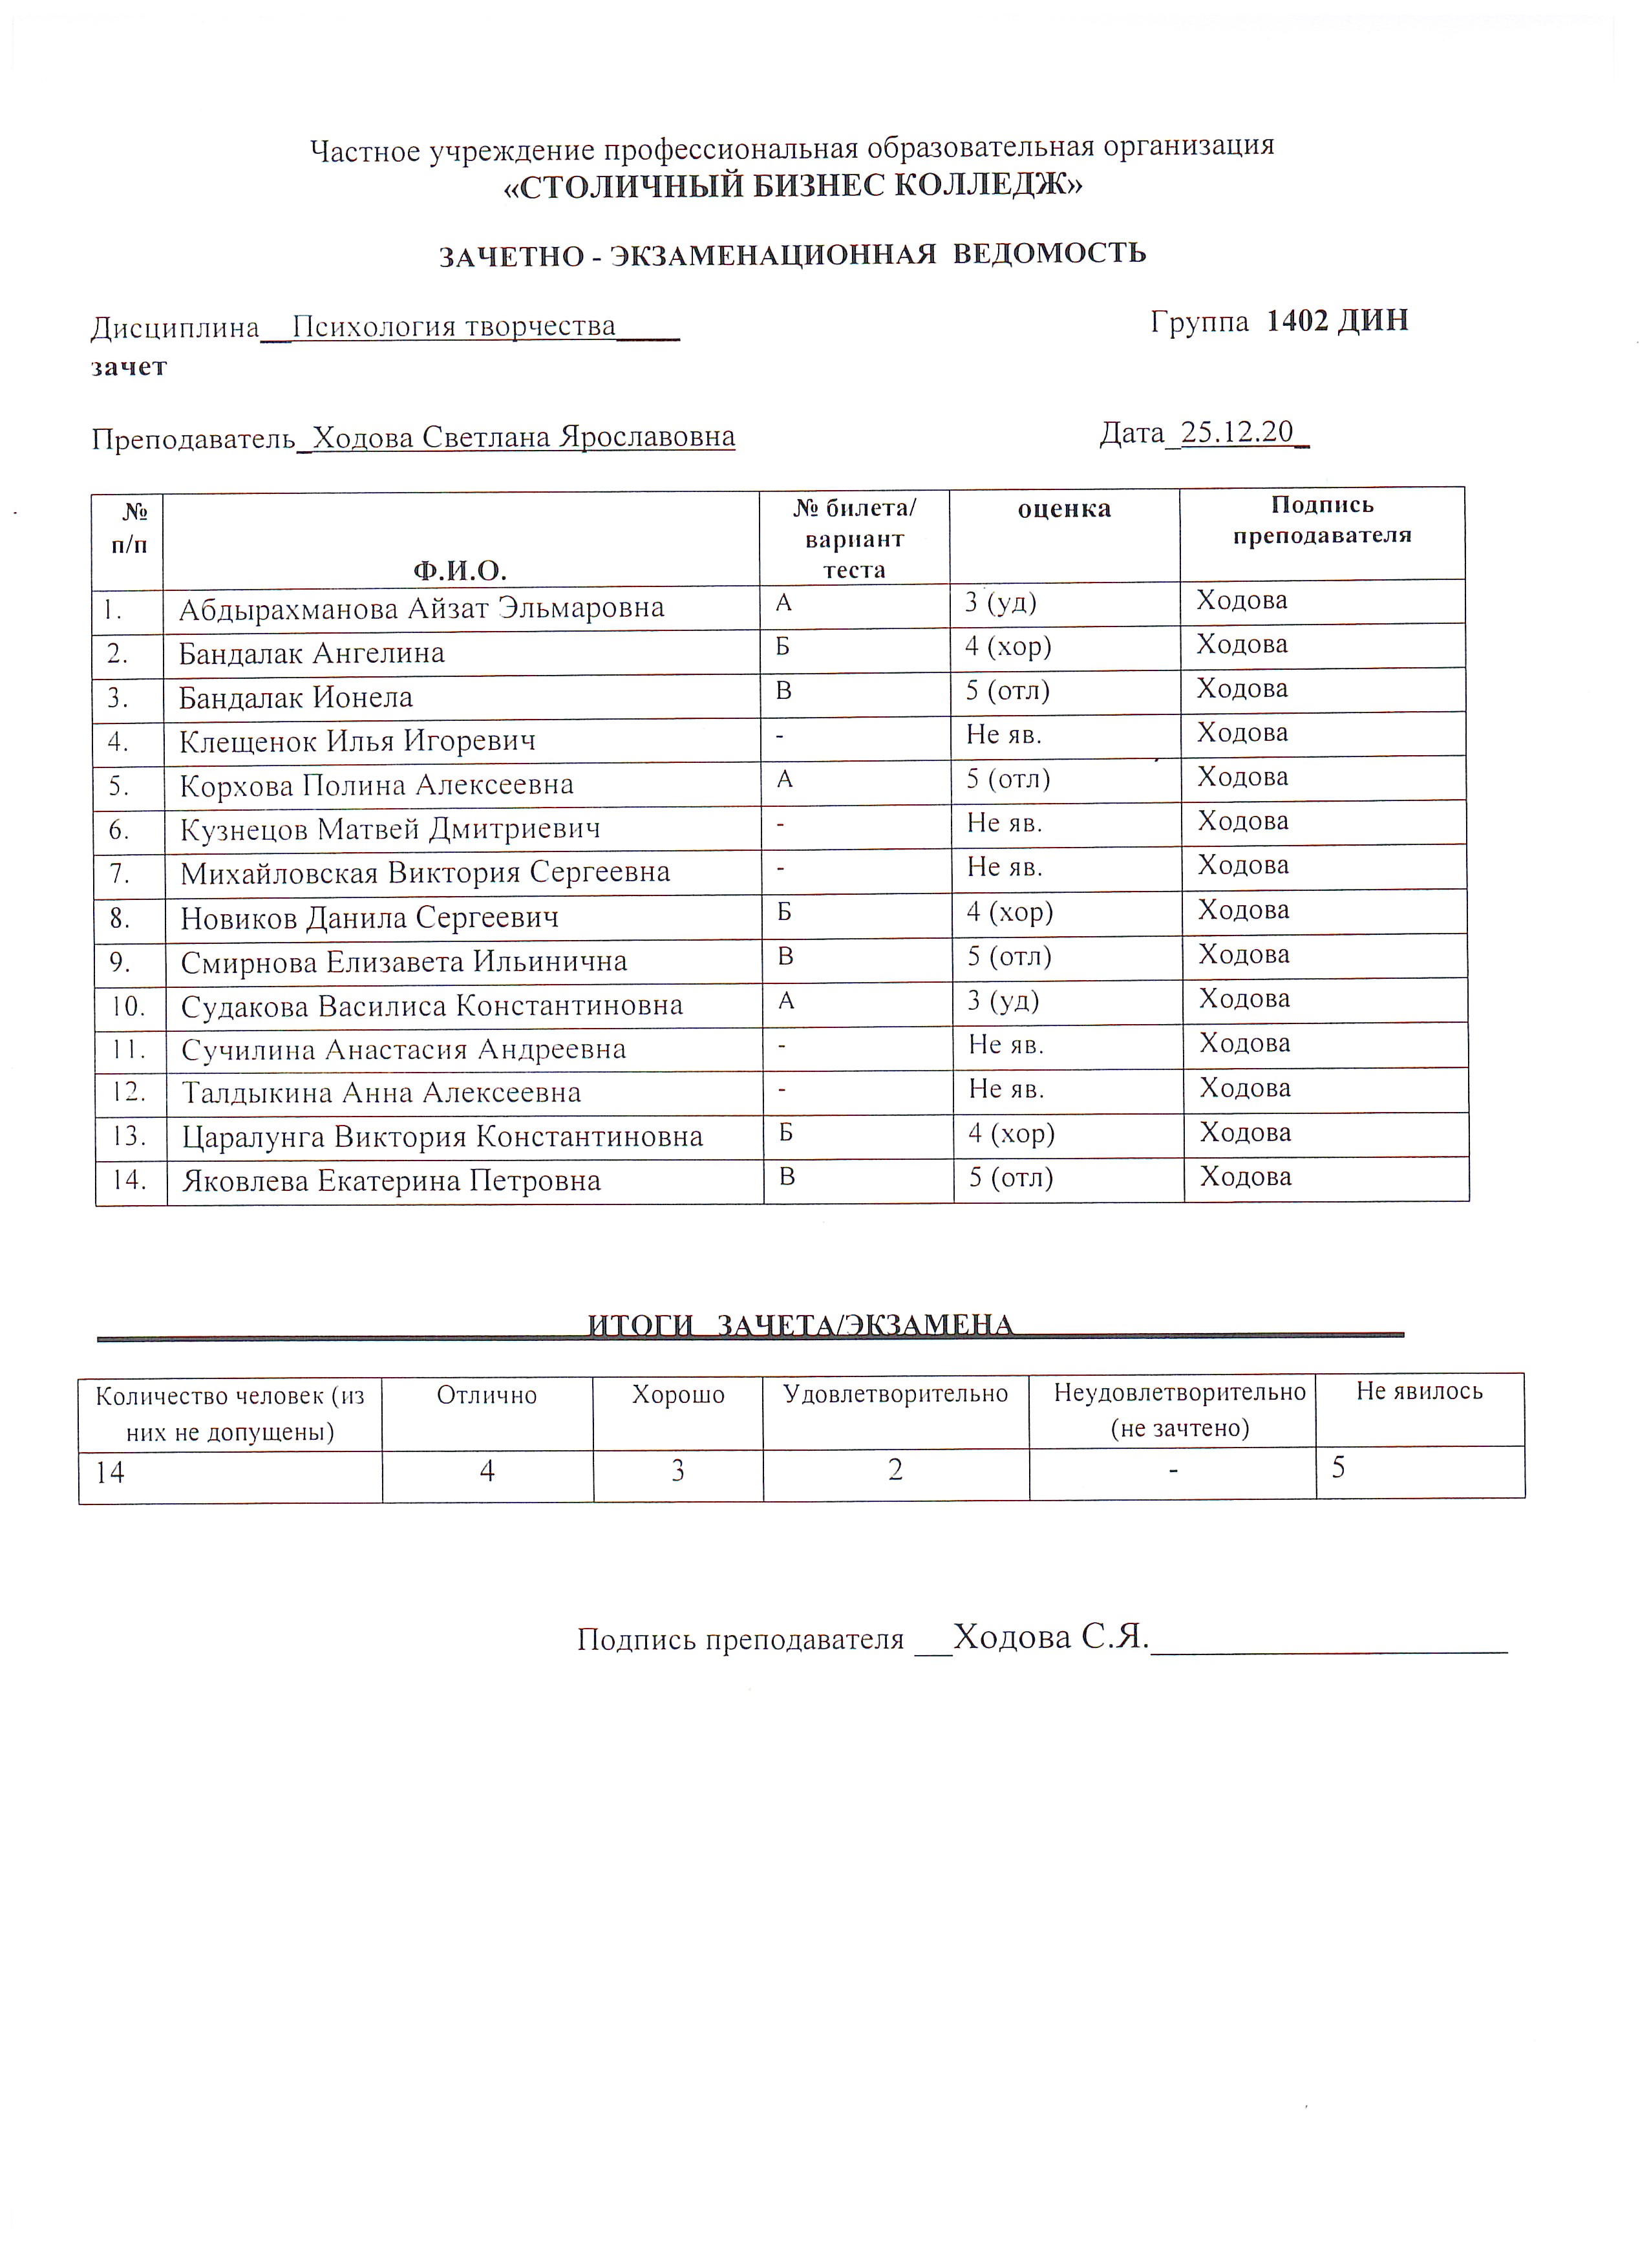 Частное учреждение профессиональная образовательная организация
«СТОЛИЧНЫЙ БИЗНЕС КОЛЛЕДЖ»
ЗАЧЕТНО - ЭКЗАМЕНАЦИОННАЯ ВЕДОМОСТЬ
Дисциплина__Психология творчества____ Группа 1402 ДИН
зачет
Преподаватель_Ходова Светлана Ярославовна Дата_25.12.20_
№ п/п Ф.И.О. № билета/ вариант теста оценка Подпись преподавателя
1. Абдырахманова Айзат Эльмаровна А 3 (уд) Ходова
2. Бандалак Ангелина Б 4 (хор) Ходова
3. Бандалак Ионела В 5 (отл) Ходова
4. Клещенок Илья Игоревич - Не яв. Ходова
5. Корхова Полина Алексеевна А 5 (отл) Ходова
6. Кузнецов Матвей Дмитриевич - Не яв. Ходова
7. Михайловская Виктория Сергеевна - Не яв. Ходова
8. Новиков Данила Сергеевич Б 4 (хор) Ходова
9. Смирнова Елизавета Ильинична В 5 (отл) Ходова
10. Судакова Василиса Константиновна А 3 (уд) Ходова
11. Сучилина Анастасия Андреевна - Не яв. Ходова
12. Талдыкина Анна Алексеевна - Не яв. Ходова
13. Царалунга Виктория Константиновна Б 4 (хор) Ходова
14. Яковлева Екатерина Петровна В 5 (отл) Ходова
ИТОГИ ЗАЧЕТА/ЭКЗАМЕНА
Количество человек (из них не допущены) Отлично Хорошо Удовлетворительно Неудовлетворительно (не зачтено) Не явилось
14 4 3 2 - 5
Подпись преподавателя __Ходова С.Я.____________________